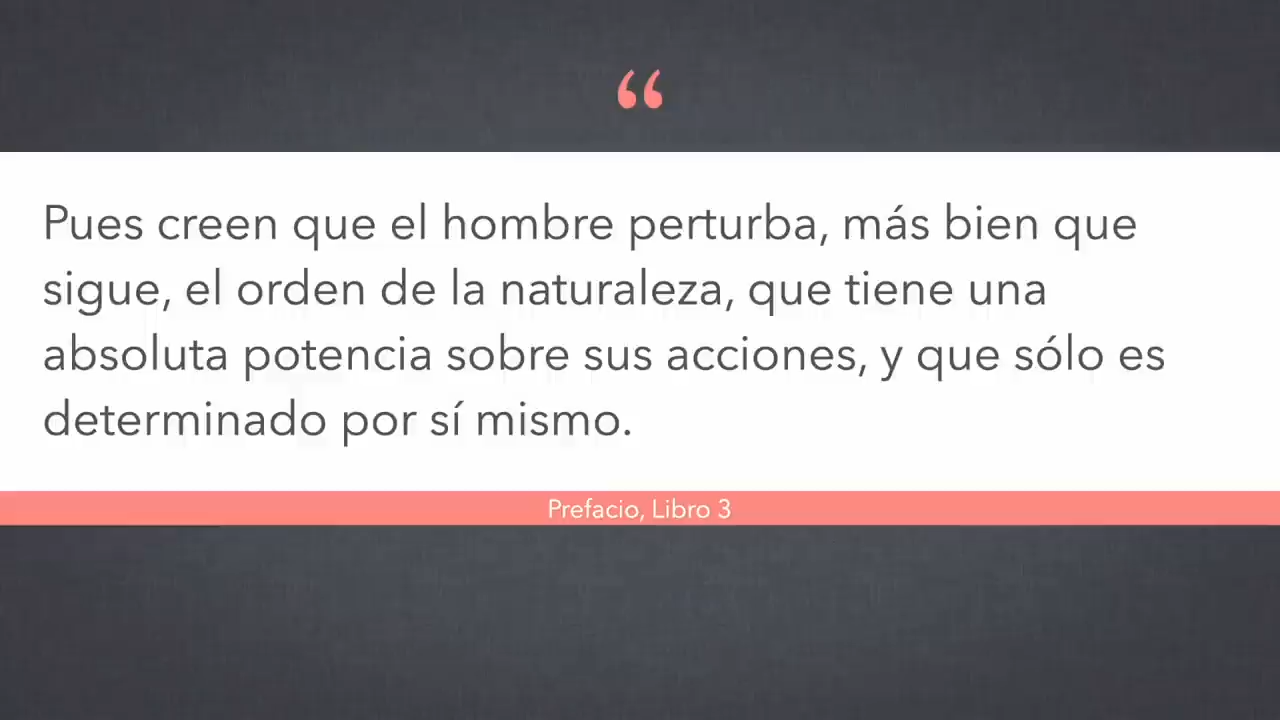 “
Pues creen que el hombre perturba, más bien que
sigue, el orden de la naturaleza, que tiene una
absoluta potencia sobre sus acciones, y que sólo es
determinado por sí mismo.
Prefacio, Libro 3